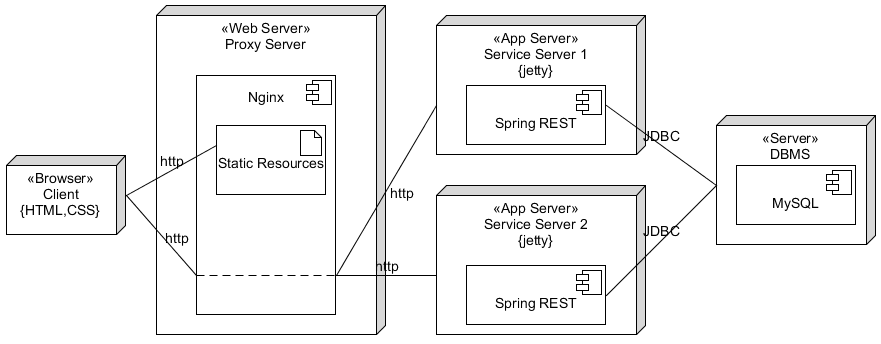 «Web Server»
Proxy Server
Nginx
Static Resources
«Browser»
Client
{HTML,CSS}
http
http
«App Server»
Service Server 1
{jetty}
Spring REST
http
http
«App Server»
Service Server 2
{jetty}
Spring REST
JDBC
JDBC
«Server»
DBMS
MySQL